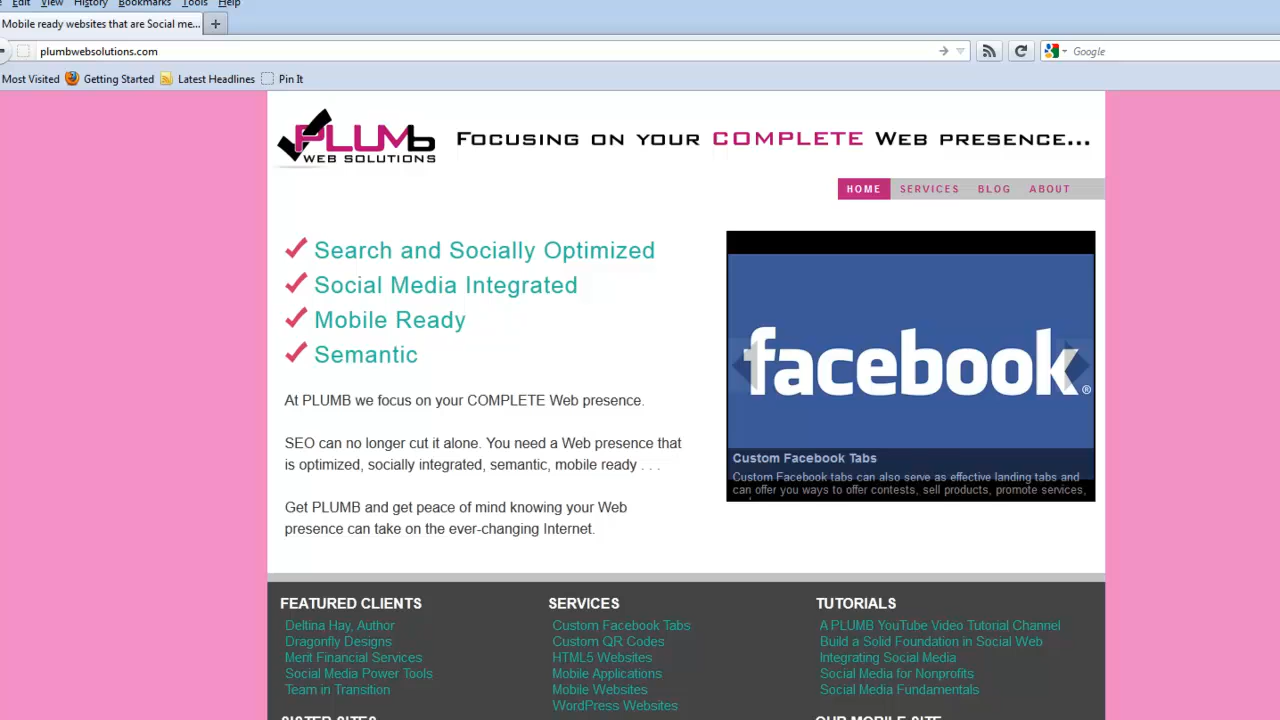 Edit View History Bookmarks Tools Help
Mobile ready websites that are Social me... +
plumbwebsolutions.com Google
Most Visited Getting Started Latest Headlines Pin It
PLUMb
WEB SOLUTIONS
Focusing on your COMPLETE Web presence...
HOME SERVICES BLOG ABOUT
Search and Socially Optimized
Social Media Integrated
Mobile Ready
Semantic
At PLUMB we focus on your COMPLETE Web presence.
SEO can no longer cut it alone. You need a Web presence that
is optimized, socially integrated, semantic, mobile ready . . .
Get PLUMB and get peace of mind knowing your Web
presence can take on the ever-changing Internet.
facebook®
Custom Facebook Tabs
Custom Facebook tabs can also serve as effective landing tabs and
can offer you ways to offer contests, sell products, promote services,
FEATURED CLIENTS
Deltina Hay, Author
Dragonfly Designs
Merit Financial Services
Social Media Power Tools
Team in Transition
SISTER SITES
SERVICES
Custom Facebook Tabs
Custom QR Codes
HTML5 Websites
Mobile Applications
Mobile Websites
WordPress Websites
TUTORIALS
A PLUMB YouTube Video Tutorial Channel
Build a Solid Foundation in Social Web
Integrating Social Media
Social Media for Nonprofits
Social Media Fundamentals
OUR MOBILE SITE